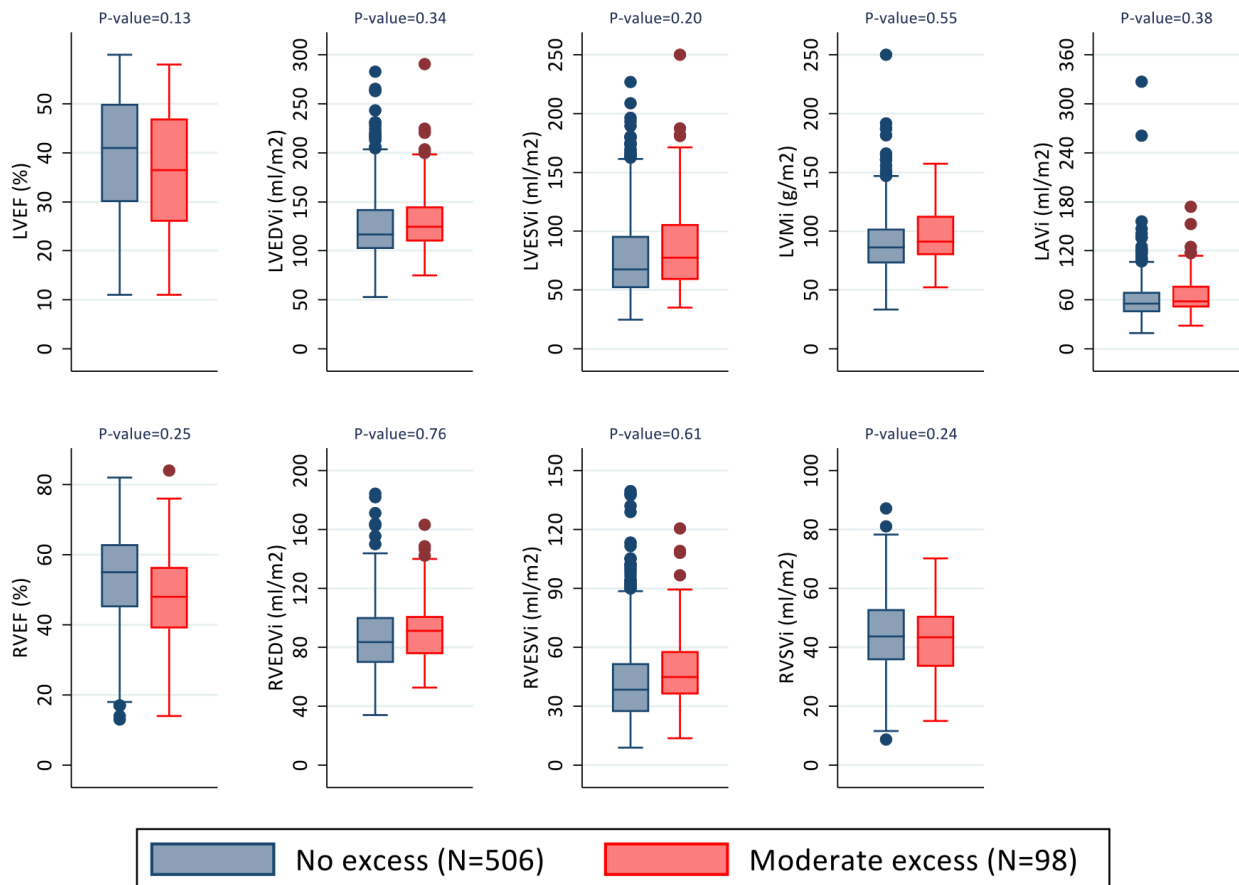 P-value=0.13
P-value=0.34
P-value=0.20
P-value=0.55
P-value=0.38
LVEF (%)
0 10 20 30 40 50
LVEDVi (ml/m2)
0 50 100 150 200 250 300
LVESVi (ml/m2)
0 50 100 150 200 250
LVMi (g/m2)
0 50 100 150 200 250
LAVi (ml/m2)
0 60 120 180 240 300 360
P-value=0.25
P-value=0.76
P-value=0.61
P-value=0.24
RVEF (%)
0 20 40 60 80
RVEDVi (ml/m2)
0 40 80 120 160 200
RVESVi (ml/m2)
0 30 60 90 120 150
RVSVi (ml/m2)
0 20 40 60 80 100
No excess (N=506)
Moderate excess (N=98)